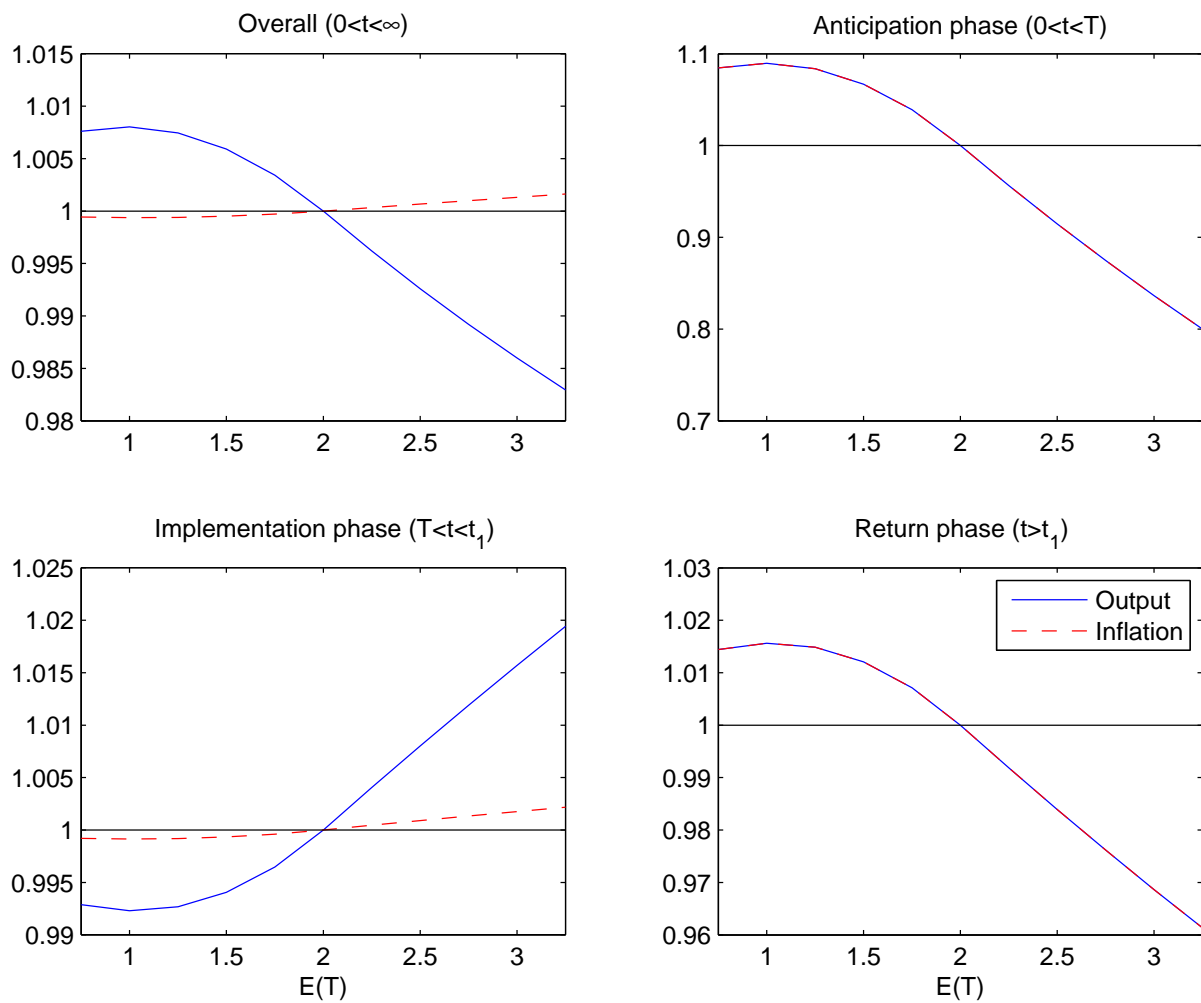 Overall (0<t<∞)
1.015
1.01
1.005
1
0.995
0.99
0.985
0.98
1 1.5 2 2.5 3
Anticipation phase (0<t<T)
1.1
1
0.9
0.8
0.7
1 1.5 2 2.5 3
Implementation phase (T<t<t₁)
1.025
1.02
1.015
1.01
1.005
1
0.995
0.99
1 1.5 2 2.5 3
E(T)
Return phase (t>t₁)
1.03
1.02
1.01
1
0.99
0.98
0.97
0.96
Output
Inflation
1 1.5 2 2.5 3
E(T)